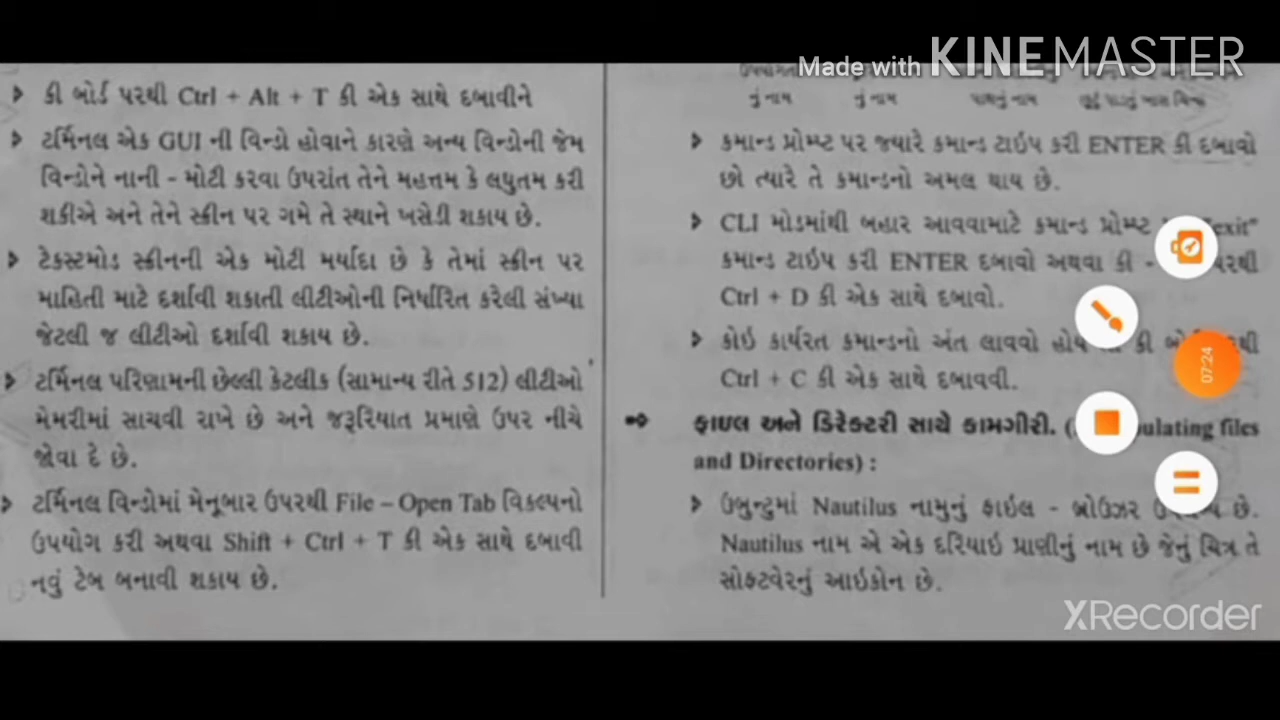 Made with KINEMASTER
કી બોર્ડ પરથી Ctrl + Alt + T કી એક સાથે દબાવીને
ટર્મિનલ એક GUI ની વિન્ડો હોવાને કારણે અન્ય વિન્ડોની જેમ
વિન્ડોને નાની - મોટી કરવા ઉપરાંત તેને મહત્તમ કે લઘુતમ કરી
શકીએ અને તેને સ્ક્રીન પર ગમે તે સ્થાને ખસેડી શકાય છે.
ટેક્સ્ટમોડ સ્ક્રીનની એક મોટી મર્યાદા છે કે તેમાં સ્ક્રીન પર
માહિતી માટે દર્શાવી શકાતી લીટીઓની નિર્ધારિત કરેલી સંખ્યા
જેટલી જ લીટીઓ દર્શાવી શકાય છે.
ટર્મિનલ પરિણામની છેલ્લી કેટલીક (સામાન્ય રીતે 512) લીટીઓ
મેમરીમાં સાચવી રાખે છે અને જરૂરિયાત પ્રમાણે ઉપર નીચે
જોવા દે છે.
ટર્મિનલ વિન્ડોમાં મેનૂબાર ઉપરથી File – Open Tab વિકલ્પનો
ઉપયોગ કરી અથવા Shift + Ctrl + T કી એક સાથે દબાવી
નવું ટેબ બનાવી શકાય છે.
નું નામ નું નામ
કમાન્ડ પ્રોમ્પ્ટ પર જ્યારે કમાન્ડ ટાઇપ કરી ENTER કી દબાવો
છો ત્યારે તે કમાન્ડનો અમલ થાય છે.
CLI મોડમાંથી બહાર આવવામાટે કમાન્ડ પ્રોમ્પ્ટ exit"
કમાન્ડ ટાઇપ કરી ENTER દબાવો અથવા કી - પરથી
Ctrl + D કી એક સાથે દબાવો.
કોઇ કાર્યરત કમાન્ડનો અંત લાવવો હોય કી
Ctrl + C કી એક સાથે દબાવવી.
ફાઇલ અને ડિરેક્ટરી સાથે કામગીરી. ( ulating files
and Directories) :
ઉબુન્ટુમાં Nautilus નામનું ફાઇલ - બ્રોઉઝર છે.
Nautilus નામ એ એક દરિયાઇ પ્રાણીનું નામ છે જેનું ચિત્ર તે
સોફ્ટવેરનું આઇકોન છે.
07:24
XRecorder